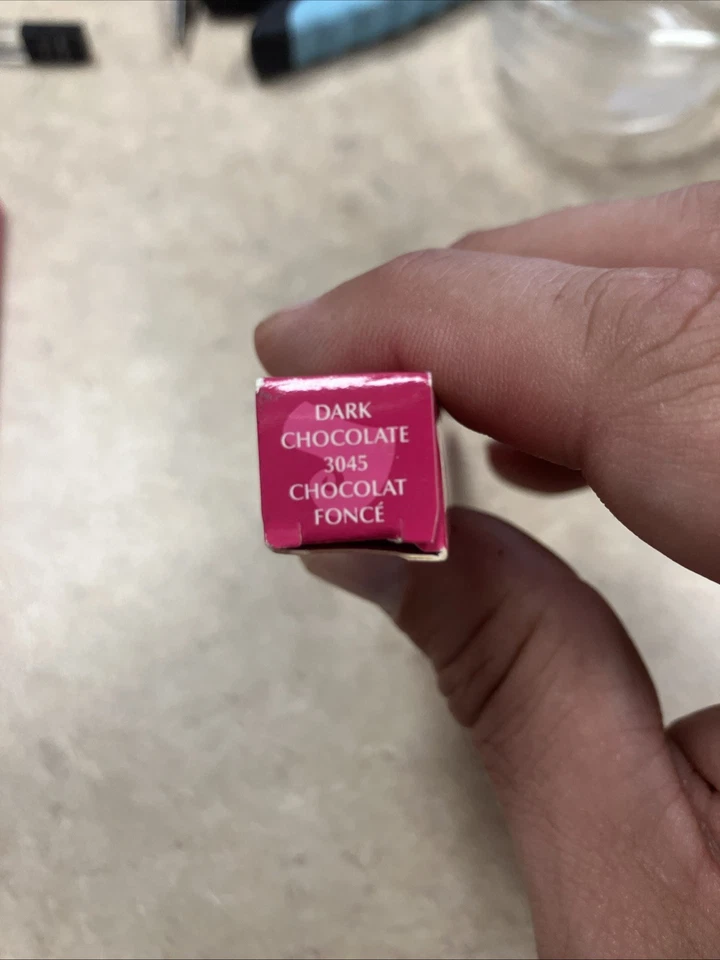 DARK
CHOCOLATE
3045
CHOCOLAT
FONCÉ